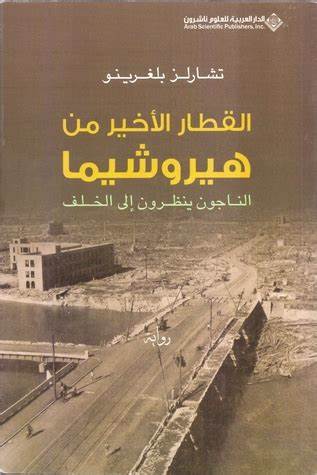 الدار العربية للعلوم ناشرون
Arab Scientific Publishers, Inc.
تشارلز بلغرينو
القطار الأخير من
هيروشيما
الناجون ينظرون إلى الخلف
رواية